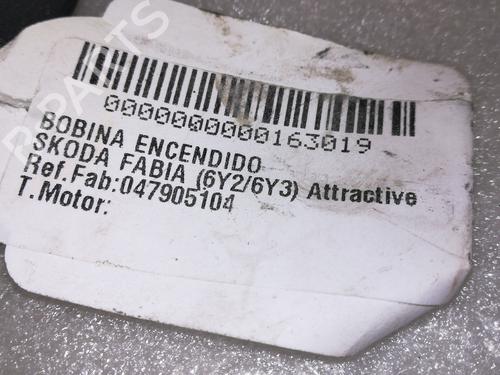 0000000000163019
BOBINA ENCENDIDO
SKODA FABIA (6Y2/6Y3) Attractive
Ref.Fab:047905104
T.Motor: